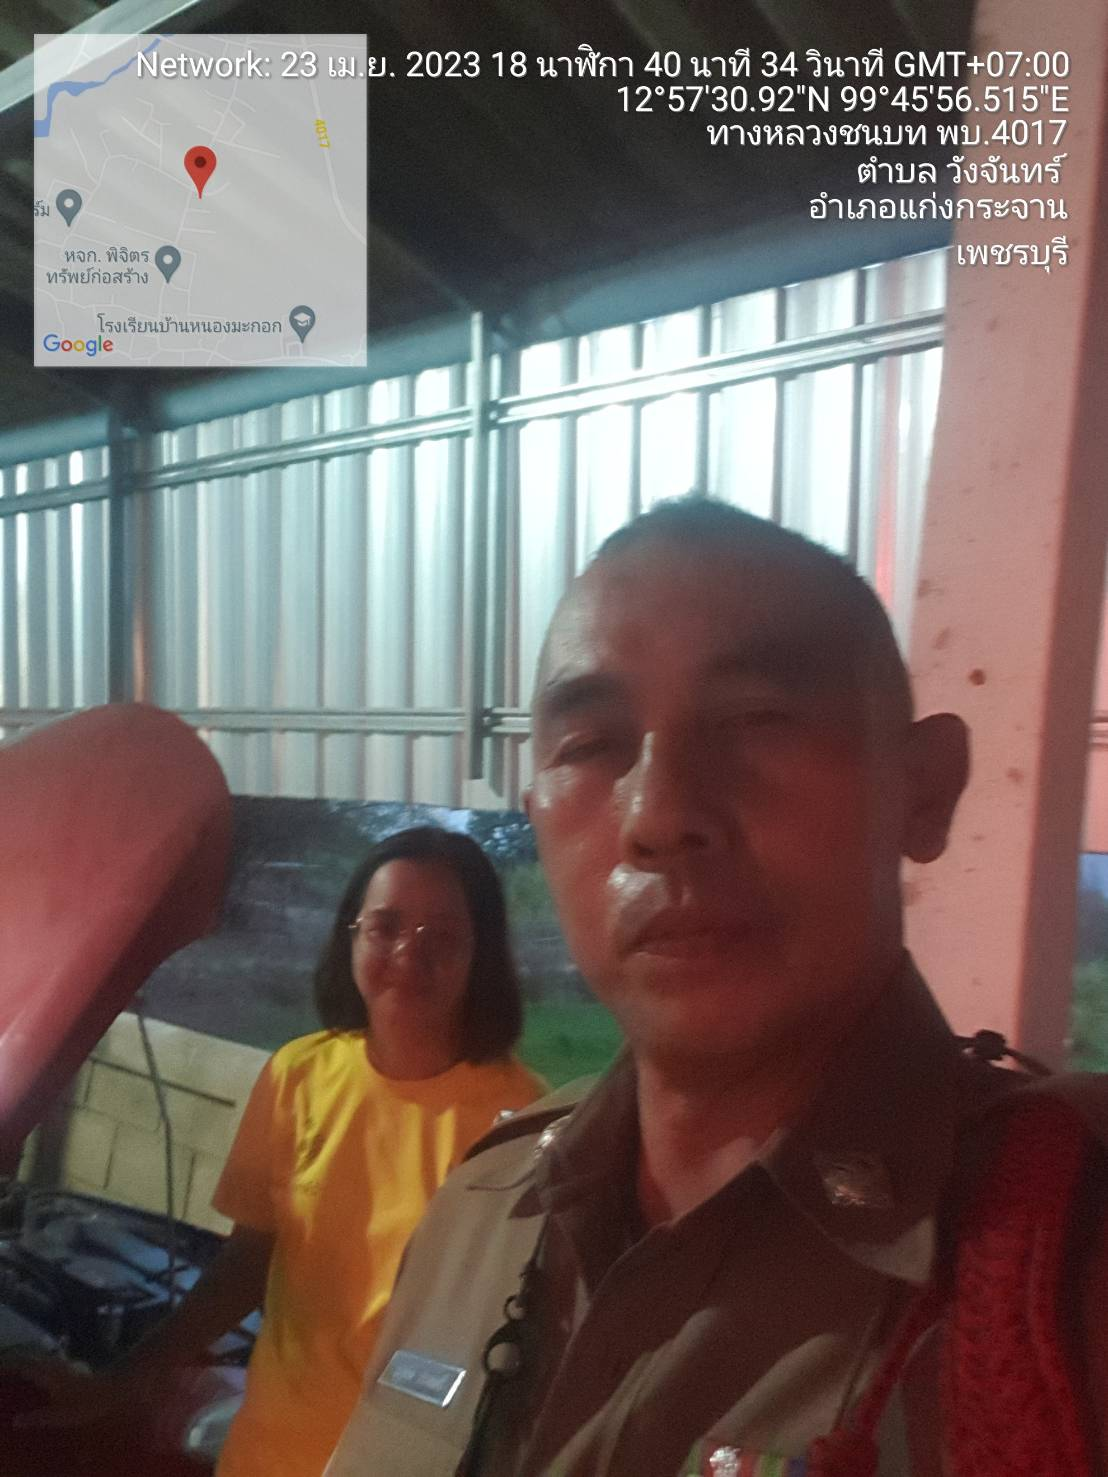 Network: 23 เม.ย. 2023 18 นาฬิกา 40 นาที 34 วินาที GMT+07:00
12°57'30.92"N 99°45'56.515"E
ทางหลวงชนบท พบ.4017
ตำบล วังจันทร์
อำเภอแก่งกระจาน
เพชรบุรี
4017
ร์ม
หจก. พิจิตร
ทรัพย์ก่อสร้าง
โรงเรียนบ้านหนองมะกอก
Google